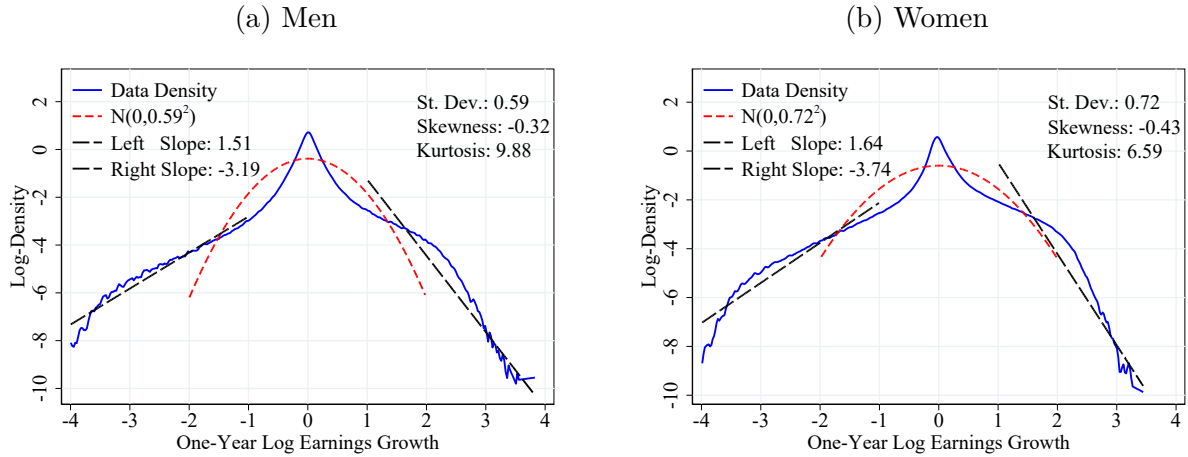 (a) Men
Data Density
N(0,0.59²)
Left Slope: 1.51
Right Slope: -3.19
St. Dev.: 0.59
Skewness: -0.32
Kurtosis: 9.88
Log-Density
2
0
-2
-4
-6
-8
-10
-4 -3 -2 -1 0 1 2 3 4
One-Year Log Earnings Growth
(b) Women
Data Density
N(0,0.72²)
Left Slope: 1.64
Right Slope: -3.74
St. Dev.: 0.72
Skewness: -0.43
Kurtosis: 6.59
Log-Density
2
0
-2
-4
-6
-8
-10
-4 -3 -2 -1 0 1 2 3 4
One-Year Log Earnings Growth